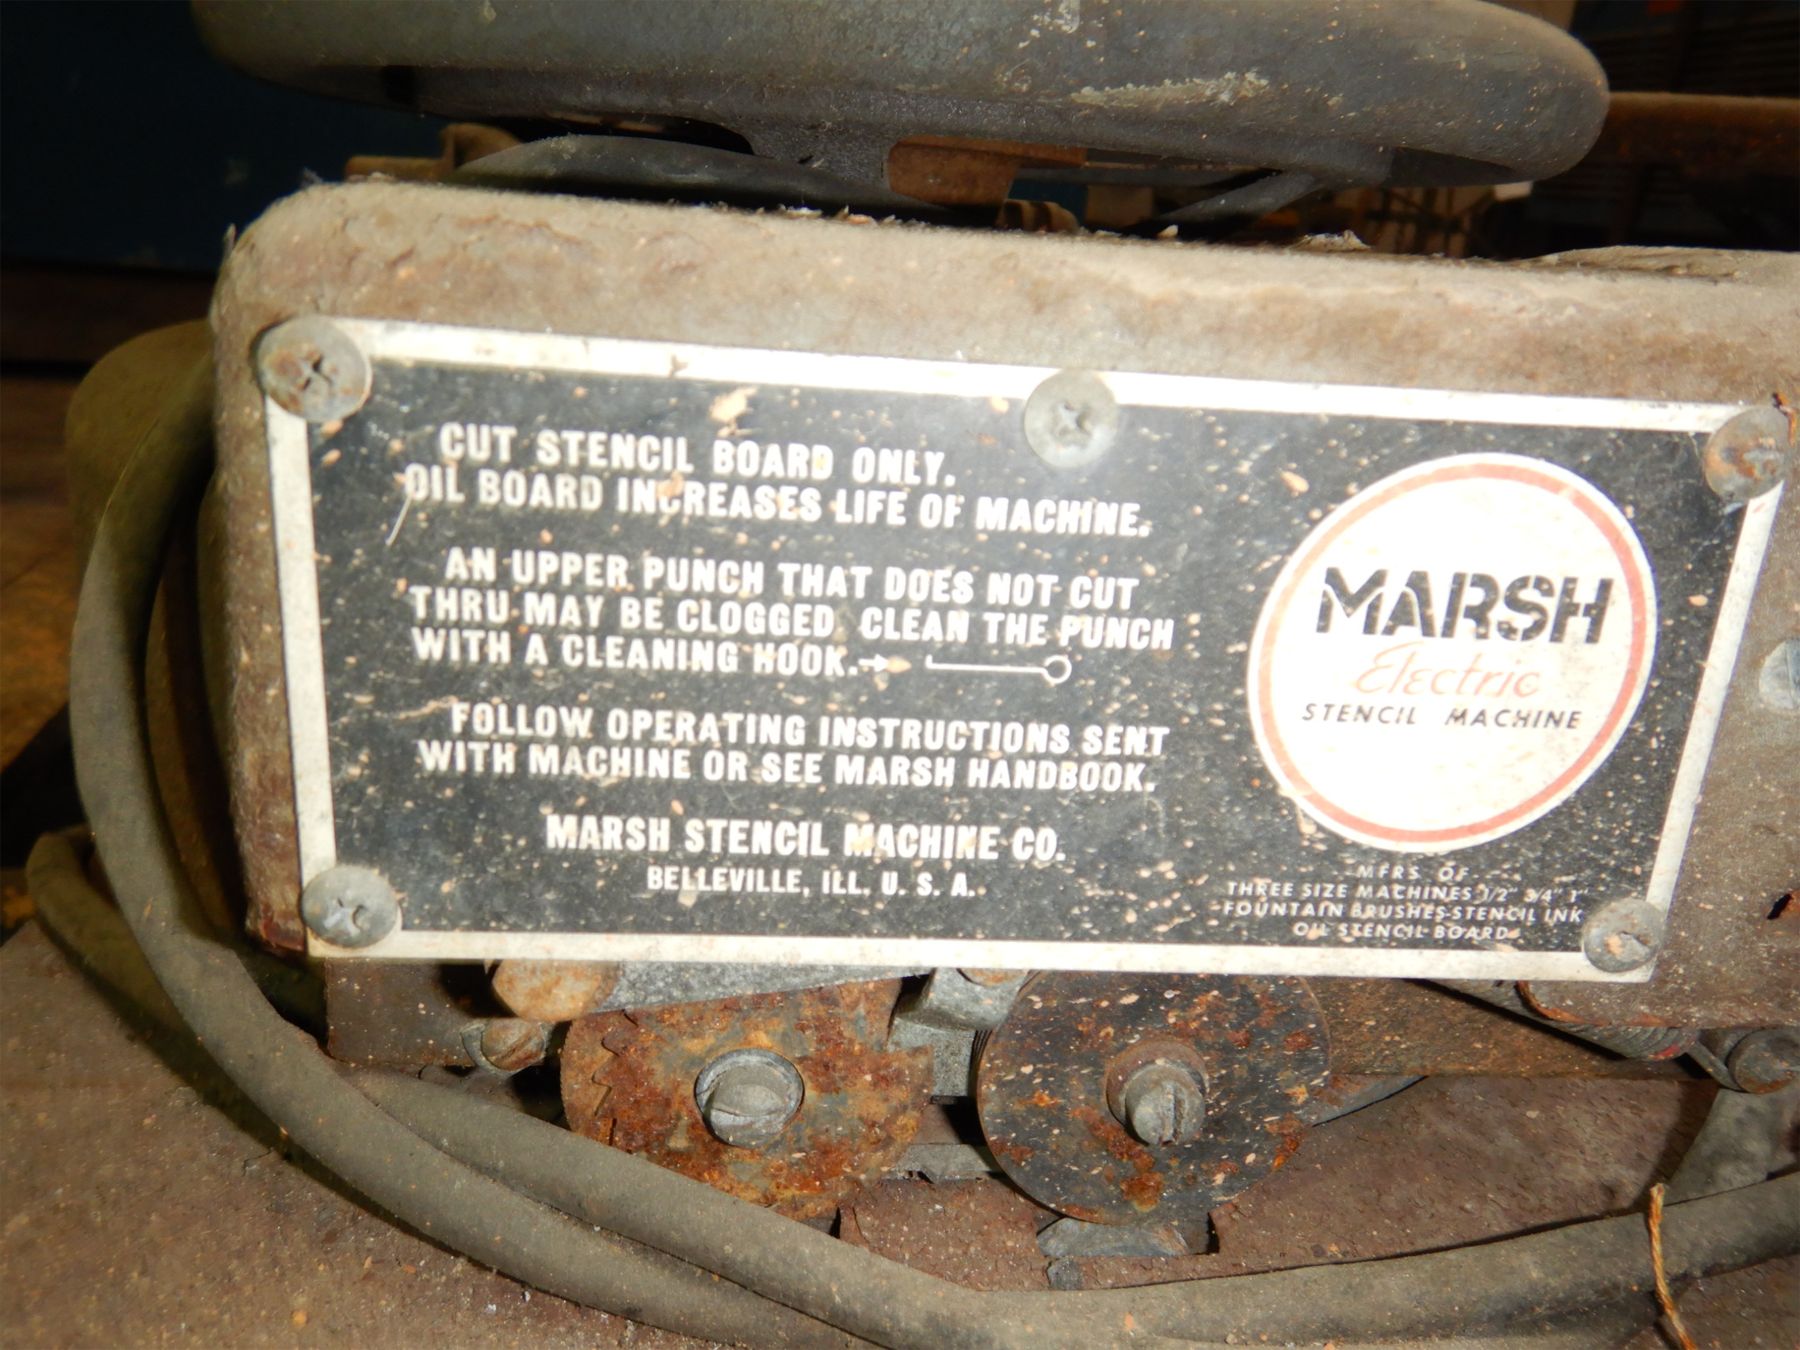 CUT STENCIL BOARD ONLY.
OIL BOARD INCREASES LIFE OF MACHINE.
AN UPPER PUNCH THAT DOES NOT CUT
THRU MAY BE CLOGGED. CLEAN THE PUNCH
WITH A CLEANING HOOK.
FOLLOW OPERATING INSTRUCTIONS SENT
WITH MACHINE OR SEE MARSH HANDBOOK.
MARSH STENCIL MACHINE CO.
BELLEVILLE, ILL. U. S. A.
MARSH
Electric
STENCIL MACHINE
MFRS. OF
THREE SIZE MACHINES 1/2" 3/4" 1"
FOUNTAIN BRUSHES-STENCIL INK
OIL STENCIL BOARD